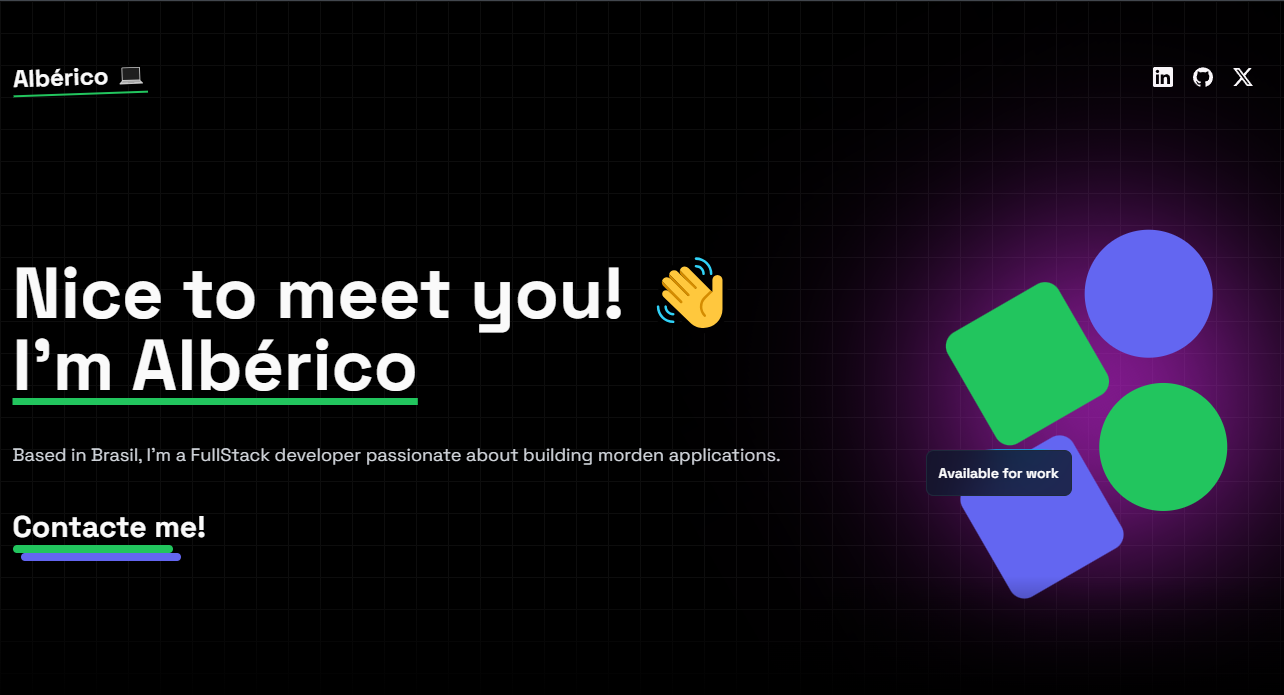 Albérico
Nice to meet you!
I'm Albérico
Based in Brasil, I'm a FullStack developer passionate about building morden applications.
Available for work
Contacte me!